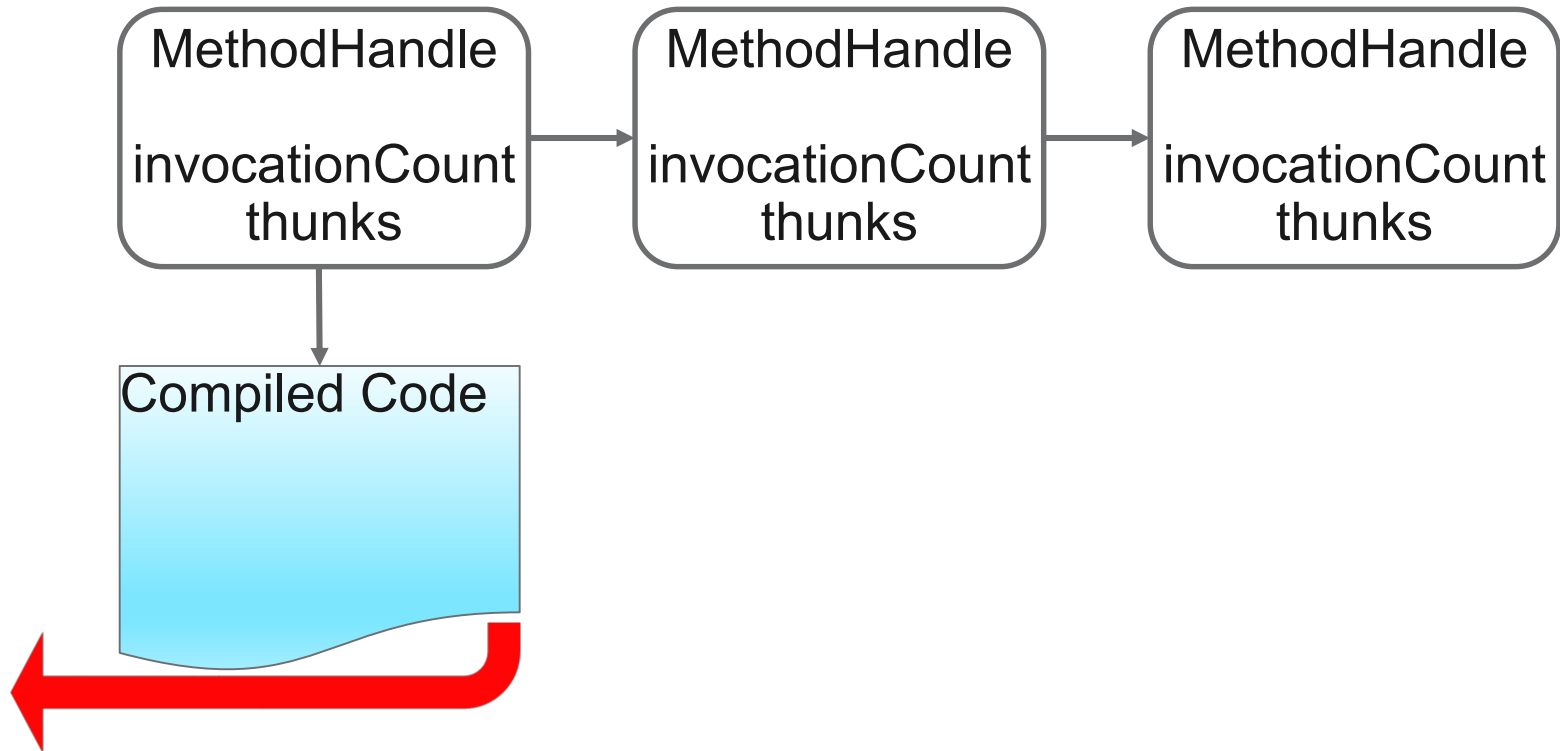 MethodHandle
invocationCount
thunks
MethodHandle
invocationCount
thunks
MethodHandle
invocationCount
thunks
Compiled Code